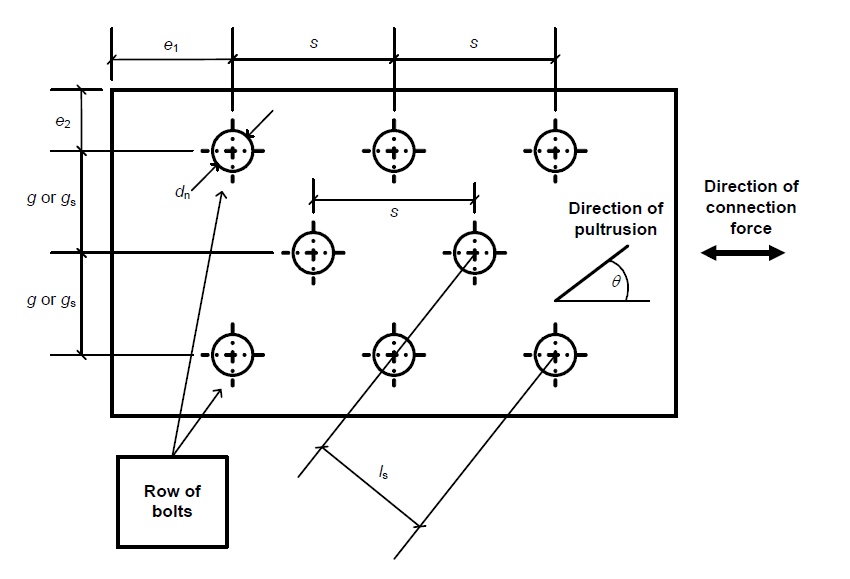 e1
s
s
e2
dn
g or gs
s
Direction of
pultrusion
Direction of
connection
force
θ
g or gs
ls
Row of
bolts